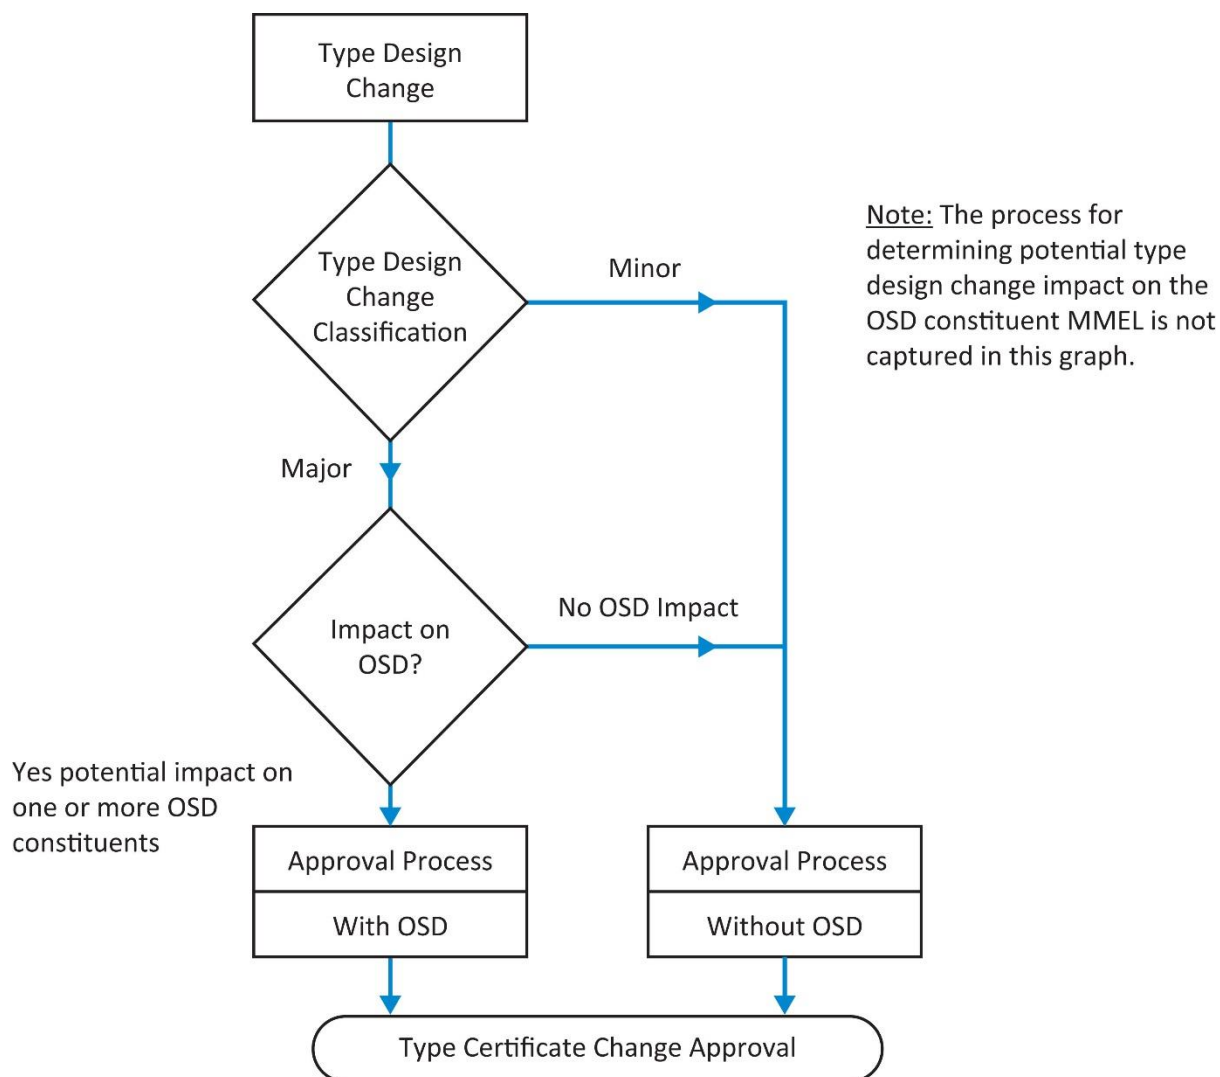 Type Design
Change
Note: The process for
determining potential type
design change impact on the
OSD constituent MMEL is not
captured in this graph.
Type Design
Change
Classification
Minor
Major
Impact on
OSD?
No OSD Impact
Yes potential impact on
one or more OSD
constituents
Approval Process
With OSD
Approval Process
Without OSD
Type Certificate Change Approval